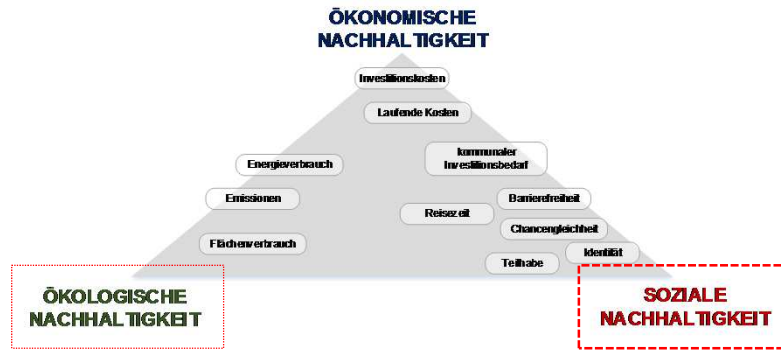 ÖKONOMISCHE
NACHHALTIGKEIT
Investitionskosten
Laufende Kosten
kommunaler
Investitionsbedarf
Energieverbrauch
Emissionen
Barrierefreiheit
Reisezeit
Chancengleichheit
Flächenverbrauch
Identität
Teilhabe
ÖKOLOGISCHE
NACHHALTIGKEIT
SOZIALE
NACHHALTIGKEIT